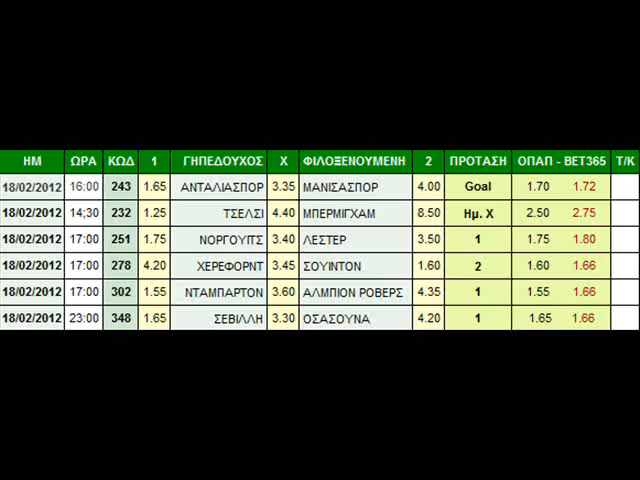 ΗΜ ΩΡΑ ΚΩΔ 1 ΓΗΠΕΔΟΥΧΟΣ Χ ΦΙΛΟΞΕΝΟΥΜΕΝΗ 2 ΠΡΟΤΑΣΗ ΟΠΑΠ - BET365 Τ/Κ
18/02/2012 16:00 243 1.65 ΑΝΤΑΛΙΑΣΠΟΡ 3.35 ΜΑΝΙΣΑΣΠΟΡ 4.00 Goal 1.70 1.72
18/02/2012 14;30 232 1.25 ΤΣΕΛΣΙ 4.40 ΜΠΕΡΜΙΓΧΑΜ 8.50 Ημ. Χ 2.50 2.75
18/02/2012 17:00 251 1.75 ΝΟΡΓΟΥΙΤΣ 3.40 ΛΕΣΤΕΡ 3.50 1 1.75 1.80
18/02/2012 17:00 278 4.20 ΧΕΡΕΦΟΡΝΤ 3.45 ΣΟΥΙΝΤΟΝ 1.60 2 1.60 1.66
18/02/2012 17:00 302 1.55 ΝΤΑΜΠΑΡΤΟΝ 3.60 ΑΛΜΠΙΟΝ ΡΟΒΕΡΣ 4.35 1 1.55 1.66
18/02/2012 23:00 348 1.65 ΣΕΒΙΛΛΗ 3.30 ΟΣΑΣΟΥΝΑ 4.20 1 1.65 1.66